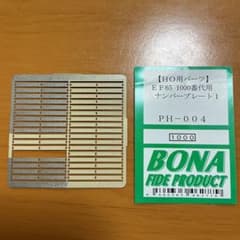 【HO用パーツ】
EF65 1000番代用
ナンバープレート1
PH-004
1000
BONA
FIDE PRODUCT